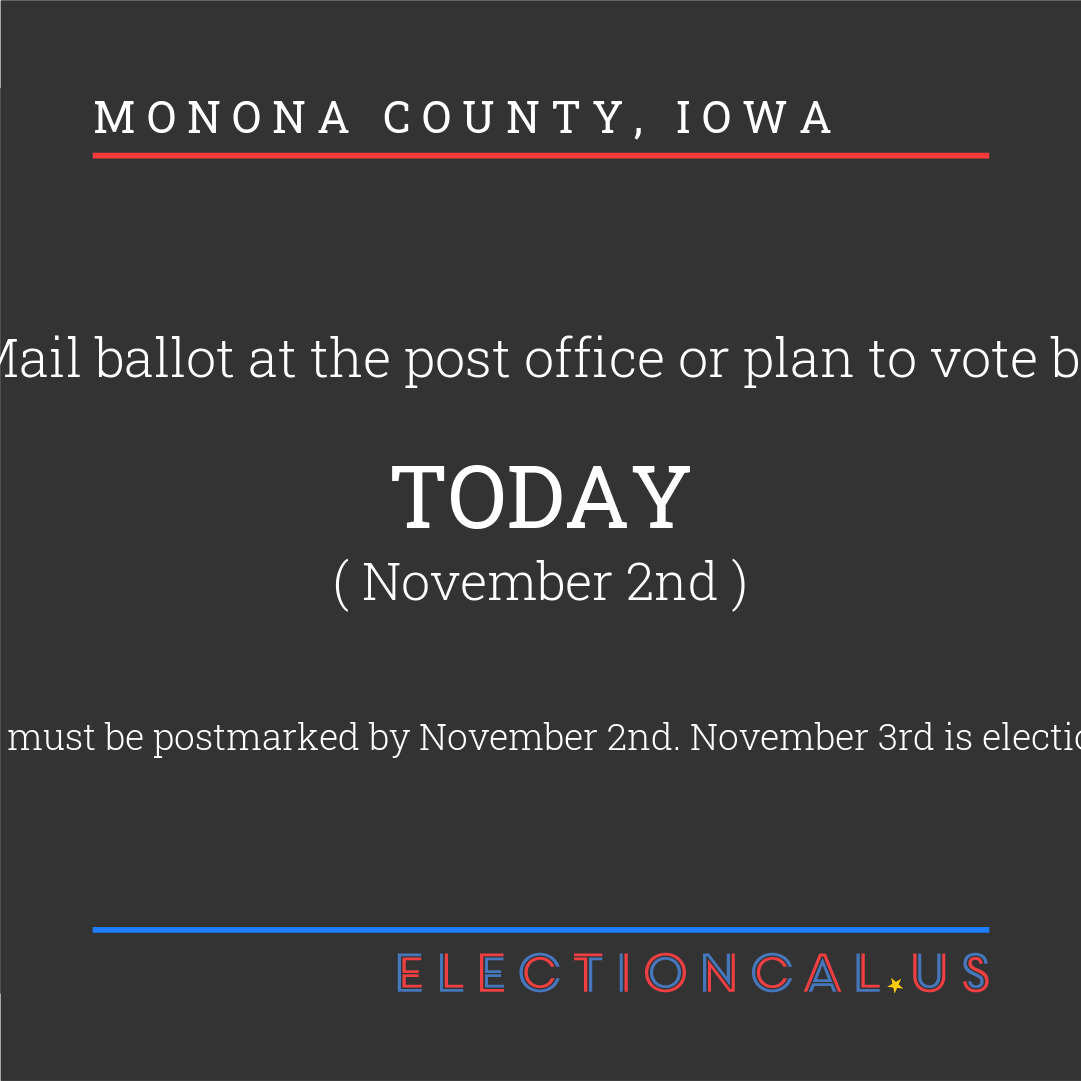 MONONA COUNTY, IOWA
Mail ballot at the post office or plan to vote b
TODAY
( November 2nd )
must be postmarked by November 2nd. November 3rd is electio
ELECTIONCAL.US